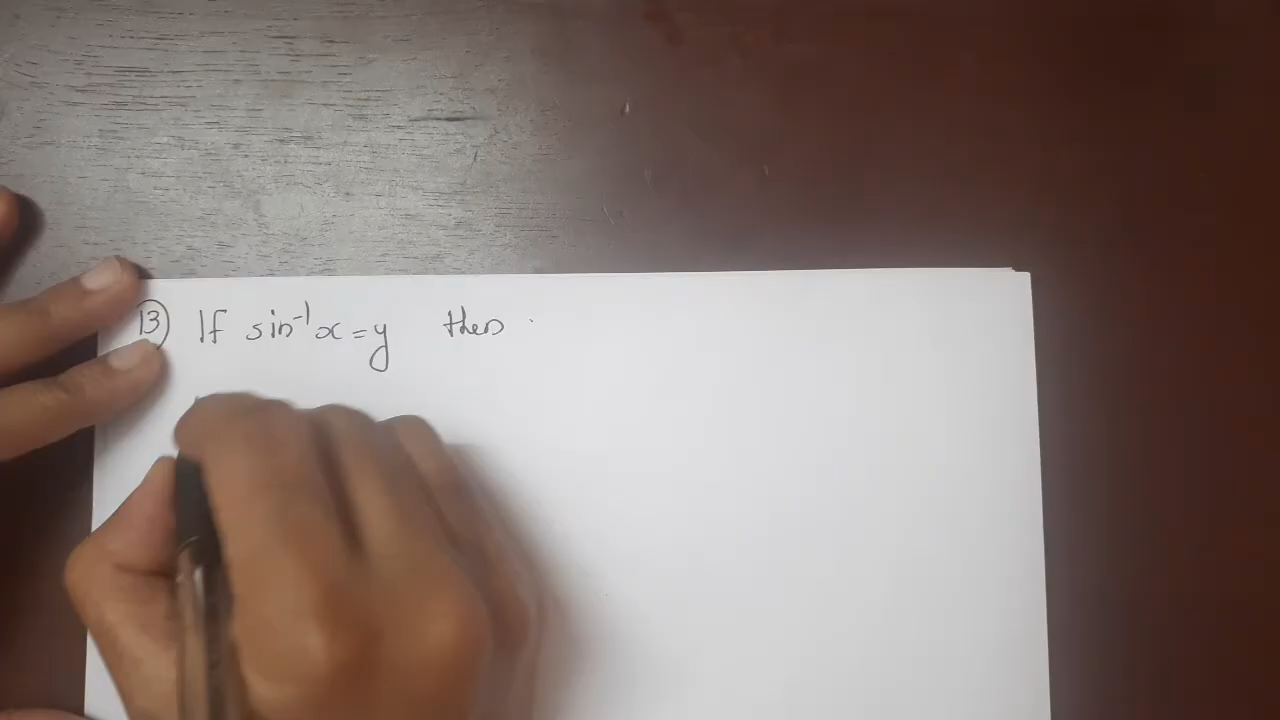 13 If sin⁻¹x = y then